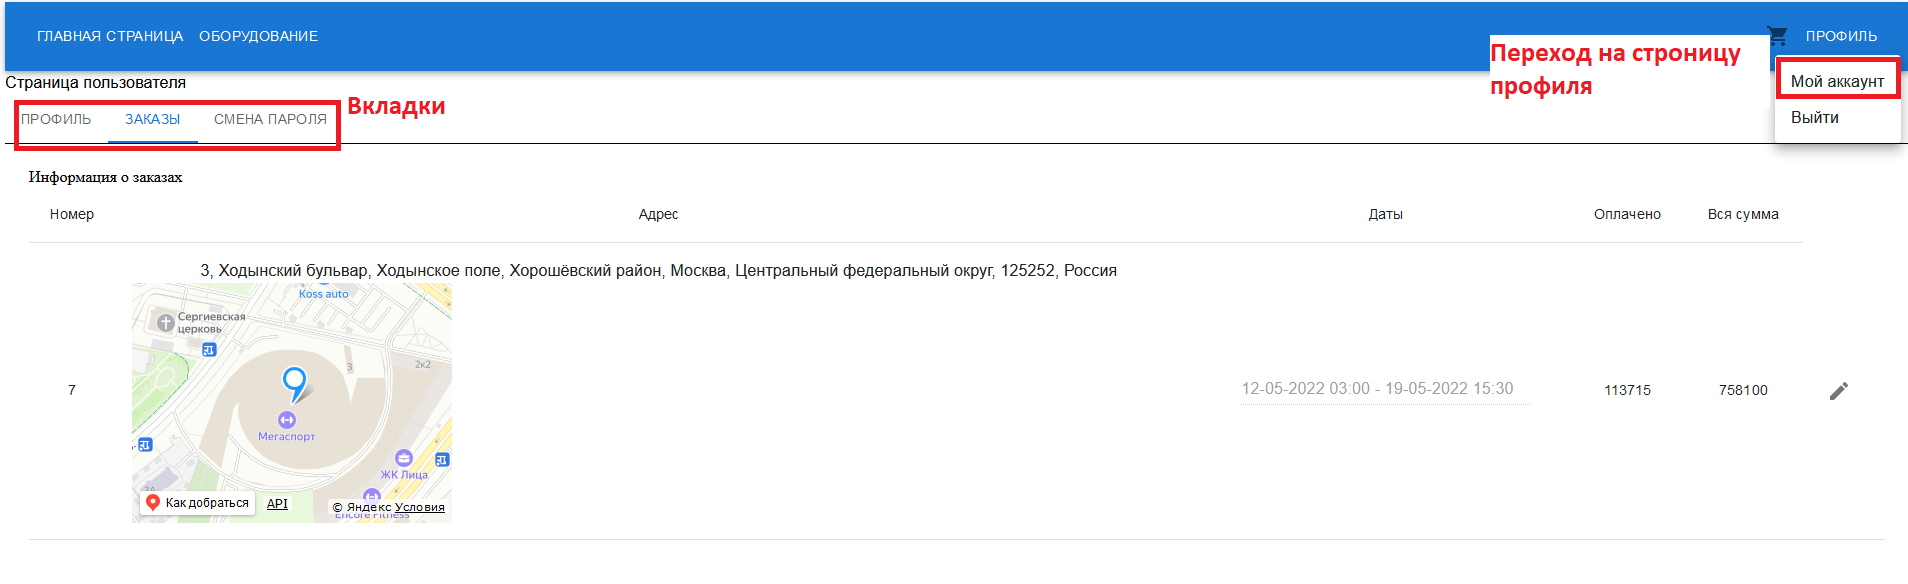 ГЛАВНАЯ СТРАНИЦА ОБОРУДОВАНИЕ ПРОФИЛЬ
Переход на строницу
профиля
Мой аккаунт
Выйти
Страница пользователя
ПРОФИЛЬ ЗАКАЗЫ СМЕНА ПАРОЛЯ
Вкладки
Информация о заказах
Номер Адрес Даты Оплачено Вся сумма
3, Ходынский бульвар, Ходынское поле, Хорошёвский район, Москва, Центральный федеральный округ, 125252, Россия
Koss auto
Сергиевская
церковь
3
2к2
7
12-05-2022 03:00 - 19-05-2022 15:30
113715
758100
Мегаспорт
ЖК Лица
3А
Как добраться API
© Яндекс Условия
Encore Fitness